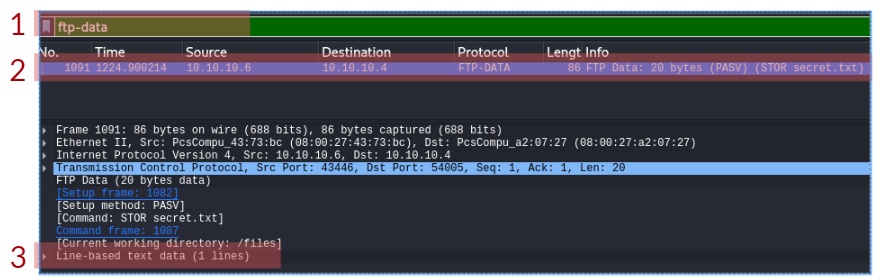 1 ftp-data
No. Time Source Destination Protocol Lengt Info
2 1091 1224.900214 10.10.10.6 10.10.10.4 FTP-DATA 86 FTP Data: 20 bytes (PASV) (STOR secret.txt)
Frame 1091: 86 bytes on wire (688 bits), 86 bytes captured (688 bits)
Ethernet II, Src: PcsCompu_43:73:bc (08:00:27:43:73:bc), Dst: PcsCompu_a2:07:27 (08:00:27:a2:07:27)
Internet Protocol Version 4, Src: 10.10.10.6, Dst: 10.10.10.4
Transmission Control Protocol, Src Port: 43446, Dst Port: 54005, Seq: 1, Ack: 1, Len: 20
FTP Data (20 bytes data)
[Setup frame: 1082]
[Setup method: PASV]
[Command: STOR secret.txt]
Command frame: 1087
[Current working directory: /files]
3 Line-based text data (1 lines)